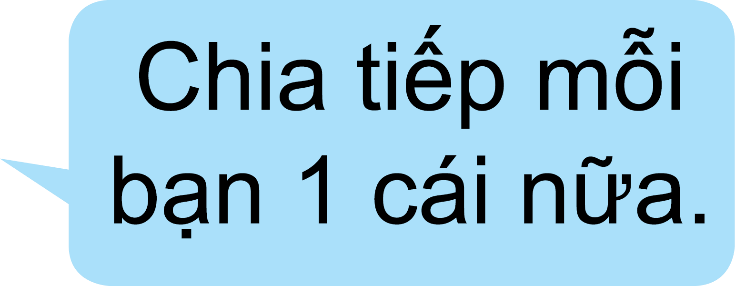 Chia tiếp mỗi
bạn 1 cái nữa.